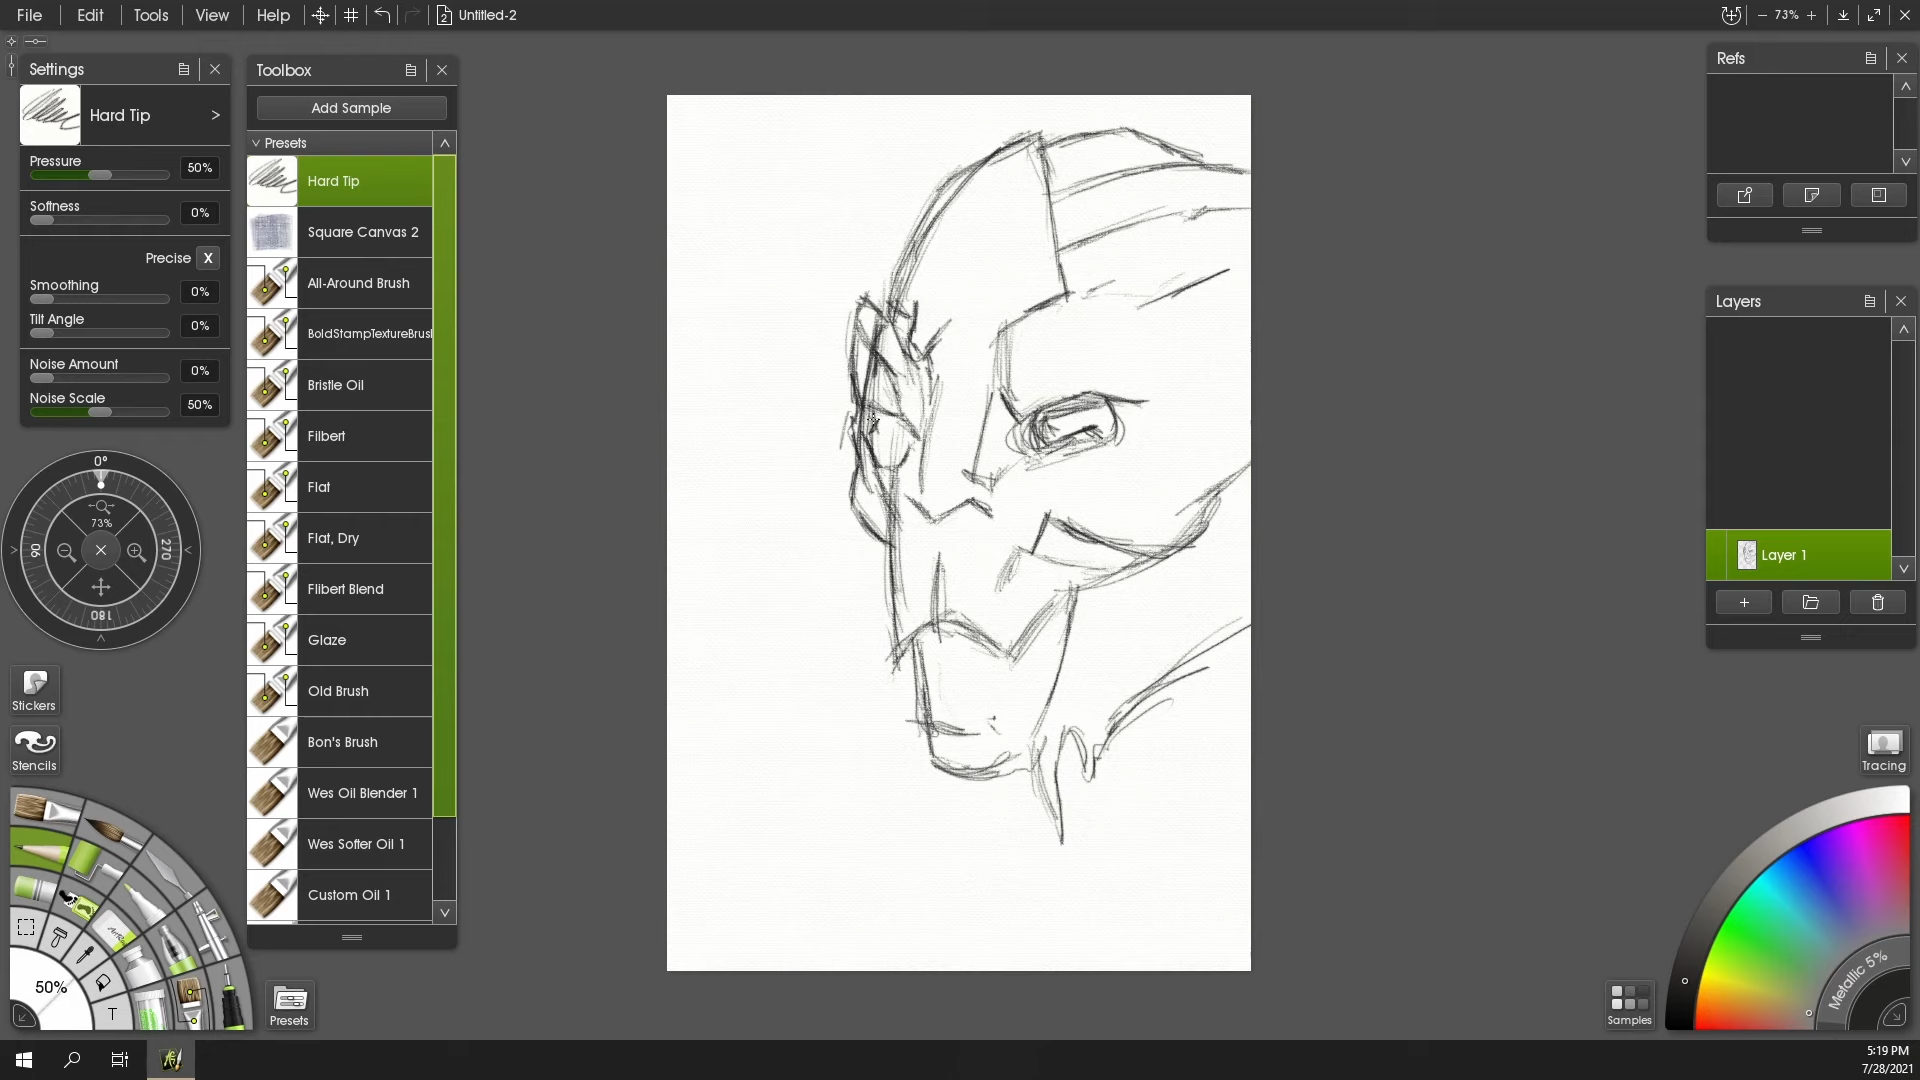 File
Edit
Tools
View
Help
2
Untitled-2
73%
Settings
Hard Tip
>
Pressure
50%
Softness
0%
Precise
X
Smoothing
0%
Tilt Angle
0%
Noise Amount
0%
Noise Scale
50%
0°
73%
90
270
180
Toolbox
Add Sample
Presets
Hard Tip
Square Canvas 2
All-Around Brush
BoldStampTextureBrush
Bristle Oil
Filbert
Flat
Flat, Dry
Flibert Blend
Glaze
Old Brush
Bon's Brush
Wes Oil Blender 1
Wes Softer Oil 1
Custom Oil 1
Stickers
Stencils
50%
T
Presets
Refs
Layers
Layer 1
Tracing
Metallic 5%
Samples
5:19 PM
7/28/2021